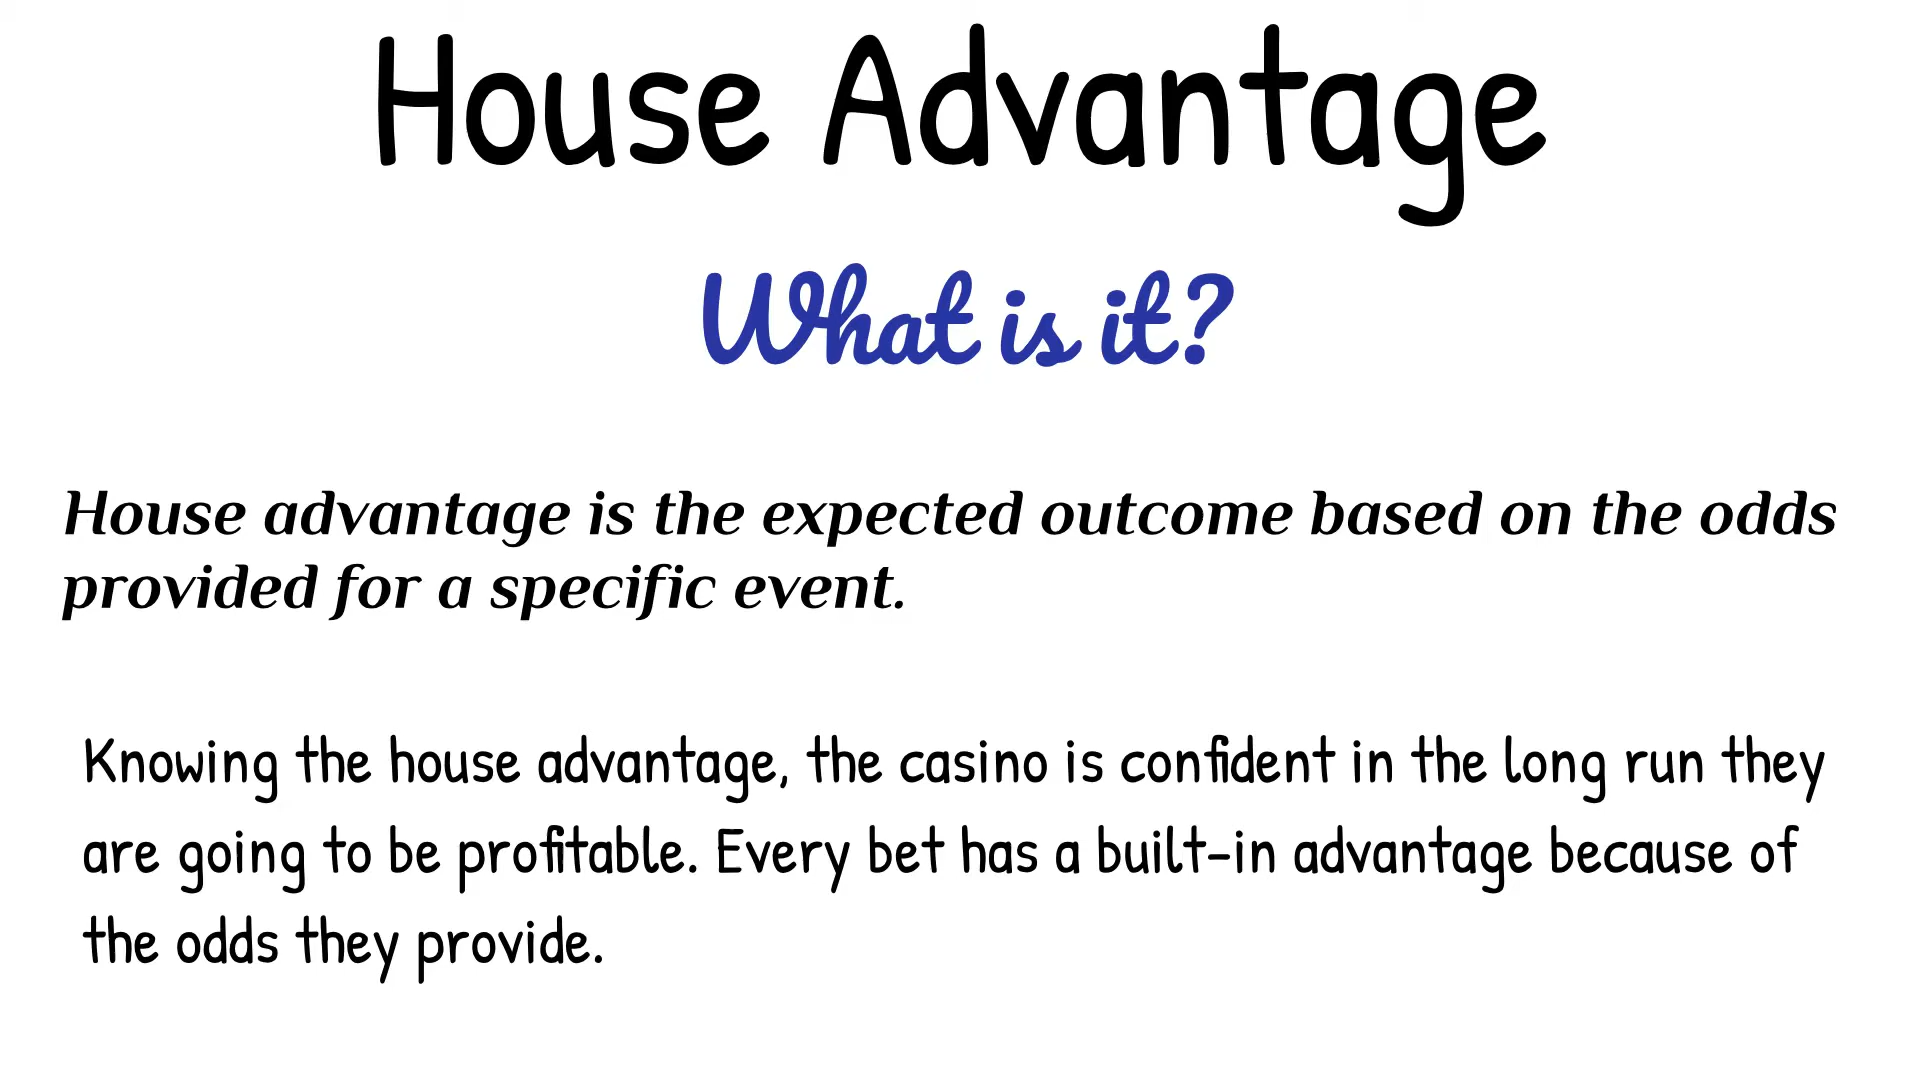 House Advantage
What is it?
House advantage is the expected outcome based on the odds
provided for a specific event.
Knowing the house advantage, the casino is confident in the long run they
are going to be profitable. Every bet has a built-in advantage because of
the odds they provide.